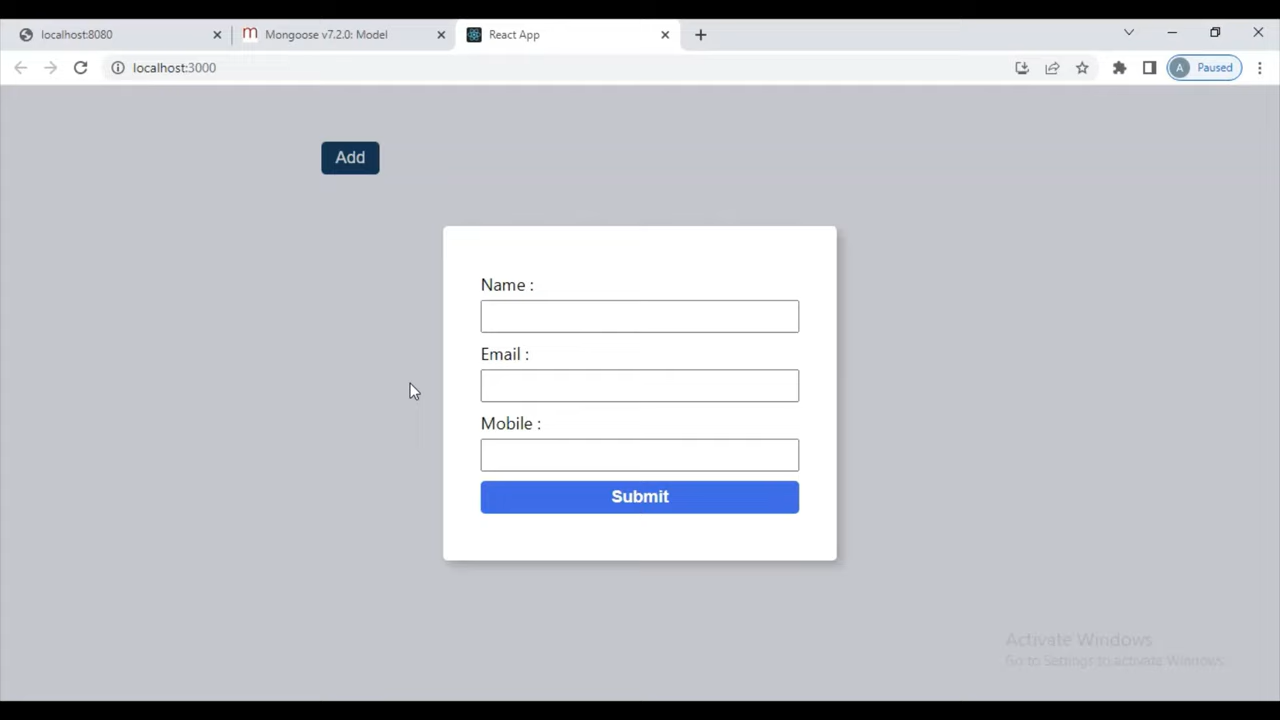 localhost:8080
m Mongoose v7.2.0: Model
React App
localhost:3000
A Paused
Add
Name :
Email :
Mobile :
Submit
Activate Windows
Go to Settings to activate Windows.